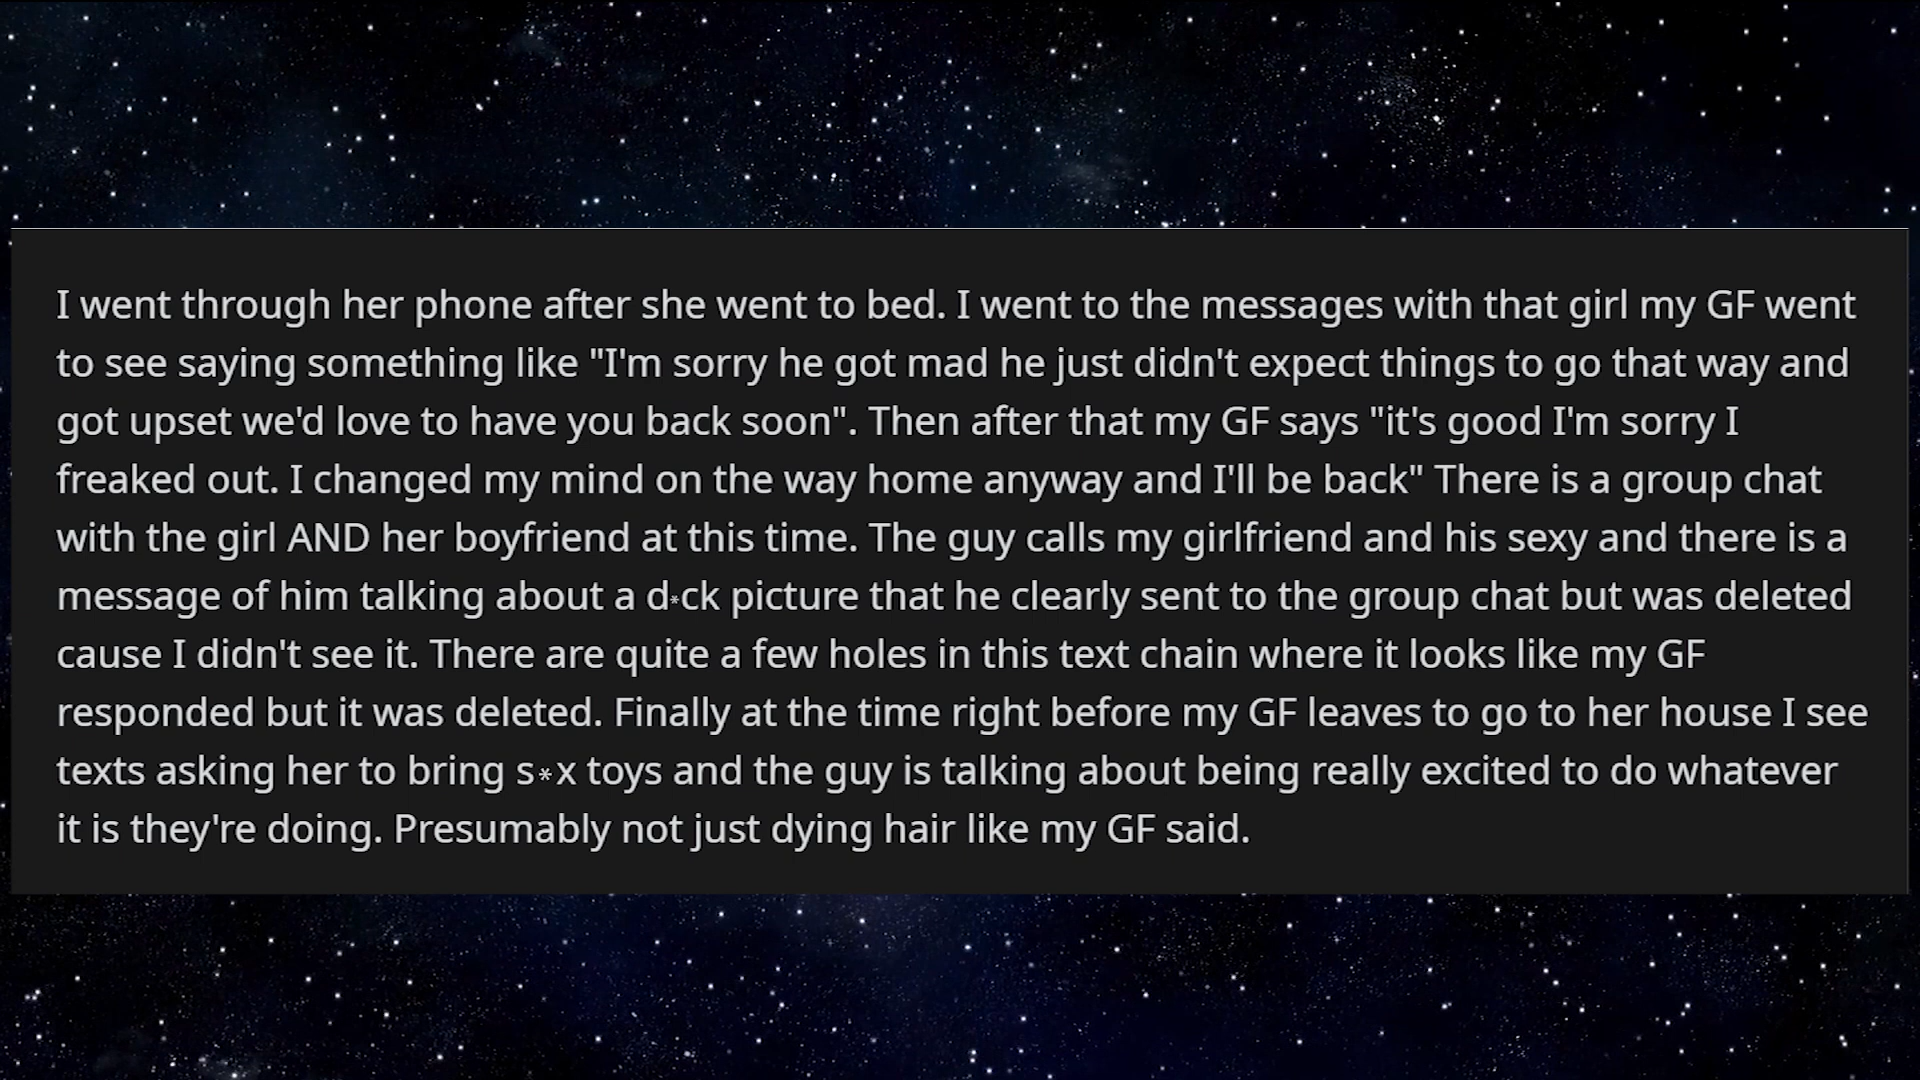 I went through her phone after she went to bed. I went to the messages with that girl my GF went
to see saying something like "I'm sorry he got mad he just didn't expect things to go that way and
got upset we'd love to have you back soon". Then after that my GF says "it's good I'm sorry I
freaked out. I changed my mind on the way home anyway and I'll be back" There is a group chat
with the girl AND her boyfriend at this time. The guy calls my girlfriend and his sexy and there is a
message of him talking about a d*ck picture that he clearly sent to the group chat but was deleted
cause I didn't see it. There are quite a few holes in this text chain where it looks like my GF
responded but it was deleted. Finally at the time right before my GF leaves to go to her house I see
texts asking her to bring s*x toys and the guy is talking about being really excited to do whatever
it is they're doing. Presumably not just dying hair like my GF said.